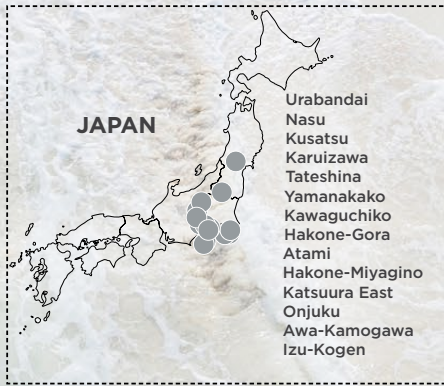 JAPAN
Urabandai
Nasu
Kusatsu
Karuizawa
Tateshina
Yamanakako
Kawaguchiko
Hakone-Gora
Atami
Hakone-Miyagino
Katsuura East
Onjuku
Awa-Kamogawa
Izu-Kogen